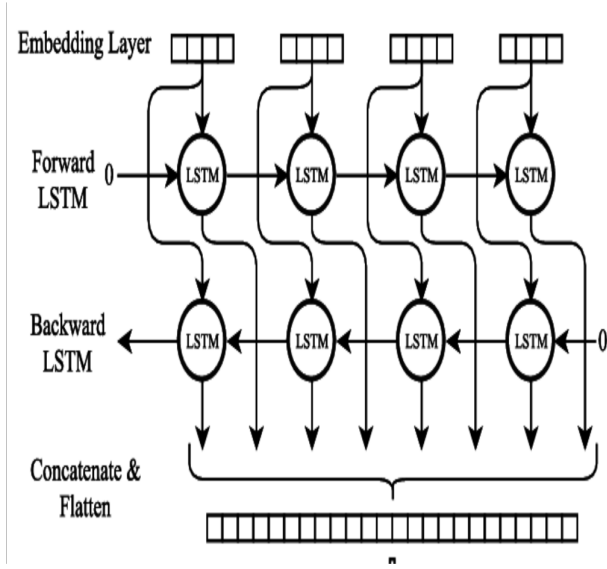 Embedding Layer
Forward
LSTM
0
LSTM LSTM LSTM LSTM
Backward
LSTM
LSTM LSTM LSTM LSTM
0
Concatenate &
Flatten